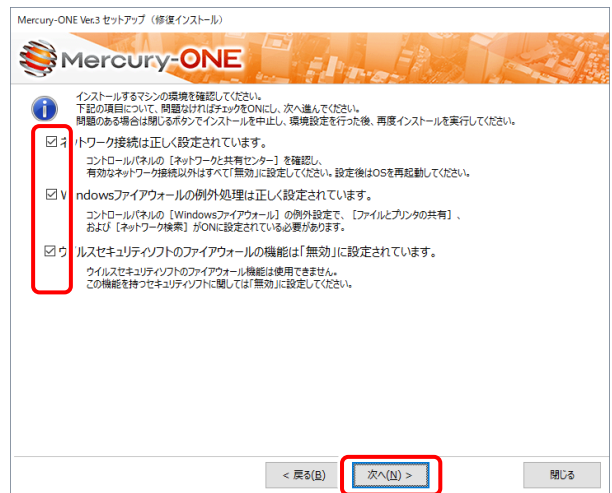 Mercury-ONE Ver.3 セットアップ（修復インストール）
Mercury-ONE
インストールするマシンの環境を確認してください。
下記の項目について、問題なければチェックをONにし、次へ進んでください。
問題のある場合は閉じるボタンでインストールを中止し、環境設定を行った後、再度インストールを実行してください。
ネットワーク接続は正しく設定されています。
コントロールパネルの［ネットワークと共有センター］を確認し、
有効なネットワーク接続以外はすべて「無効」に設定してください。設定後はOSを再起動してください。
Windowsファイアウォールの例外処理は正しく設定されています。
コントロールパネルの［Windowsファイアウォール］の例外設定で、［ファイルとプリンタの共有］、
および［ネットワーク検索］がONに設定されている必要があります。
ウイルスセキュリティソフトのファイアウォールの機能は「無効」に設定されています。
ウイルスセキュリティソフトのファイアウォール機能は使用できません。
この機能を持つセキュリティソフトに関しては「無効」に設定してください。
< 戻る(B) 次へ(N) > 閉じる